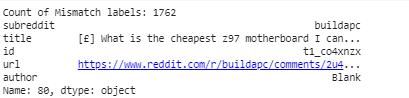 Count of Mismatch labels: 1762
subreddit buildapc
title [£] What is the cheapest z97 motherboard I can...
id t1_co4xnzx
url https://www.reddit.com/r/buildapc/comments/2u4...
author Blank
Name: 80, dtype: object